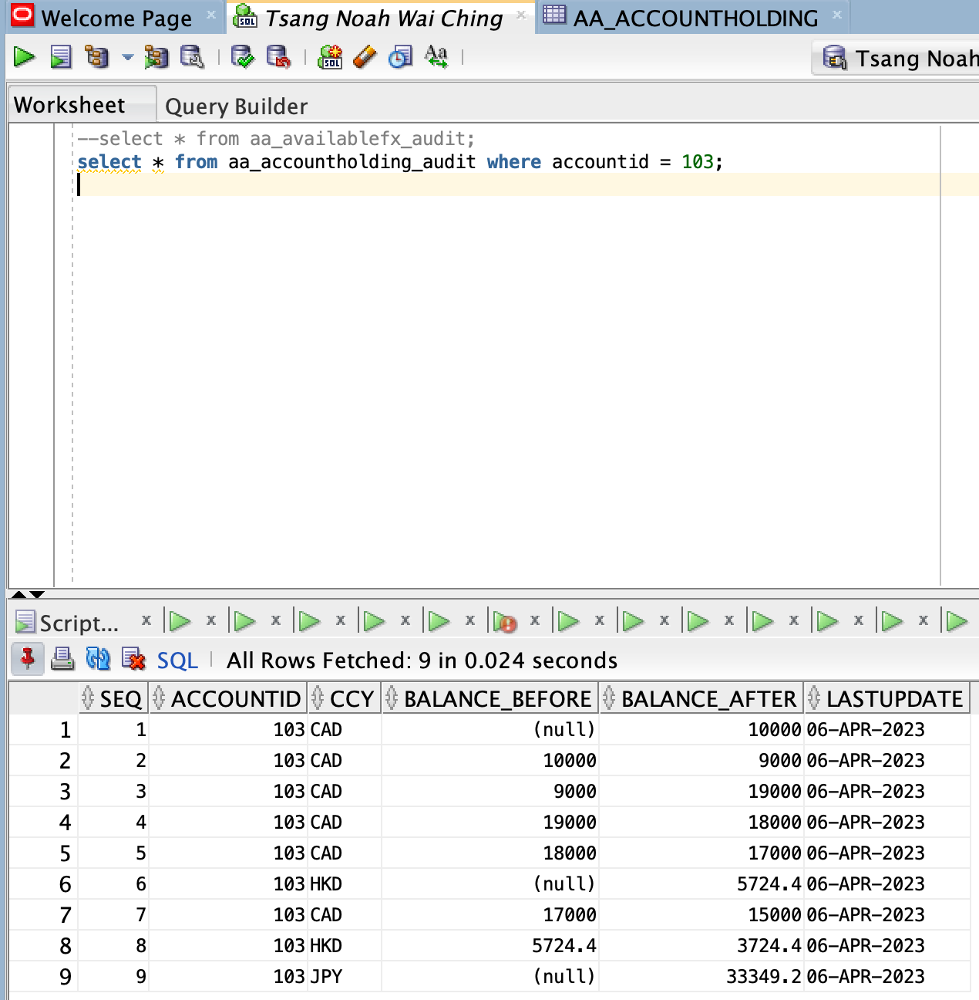 Welcome Page × Tsang Noah Wai Ching × AA_ACCOUNTHOLDING ×
Tsang Noah
Worksheet Query Builder
--select * from aa_availablefx_audit;
select * from aa_accountholding_audit where accountid = 103;
Script... x x x x x x x x x x x x x
SQL | All Rows Fetched: 9 in 0.024 seconds
SEQ ACCOUNTID CCY BALANCE_BEFORE BALANCE_AFTER LASTUPDATE
1 1 103 CAD (null) 10000 06-APR-2023
2 2 103 CAD 10000 9000 06-APR-2023
3 3 103 CAD 9000 19000 06-APR-2023
4 4 103 CAD 19000 18000 06-APR-2023
5 5 103 CAD 18000 17000 06-APR-2023
6 6 103 HKD (null) 5724.4 06-APR-2023
7 7 103 CAD 17000 15000 06-APR-2023
8 8 103 HKD 5724.4 3724.4 06-APR-2023
9 9 103 JPY (null) 33349.2 06-APR-2023